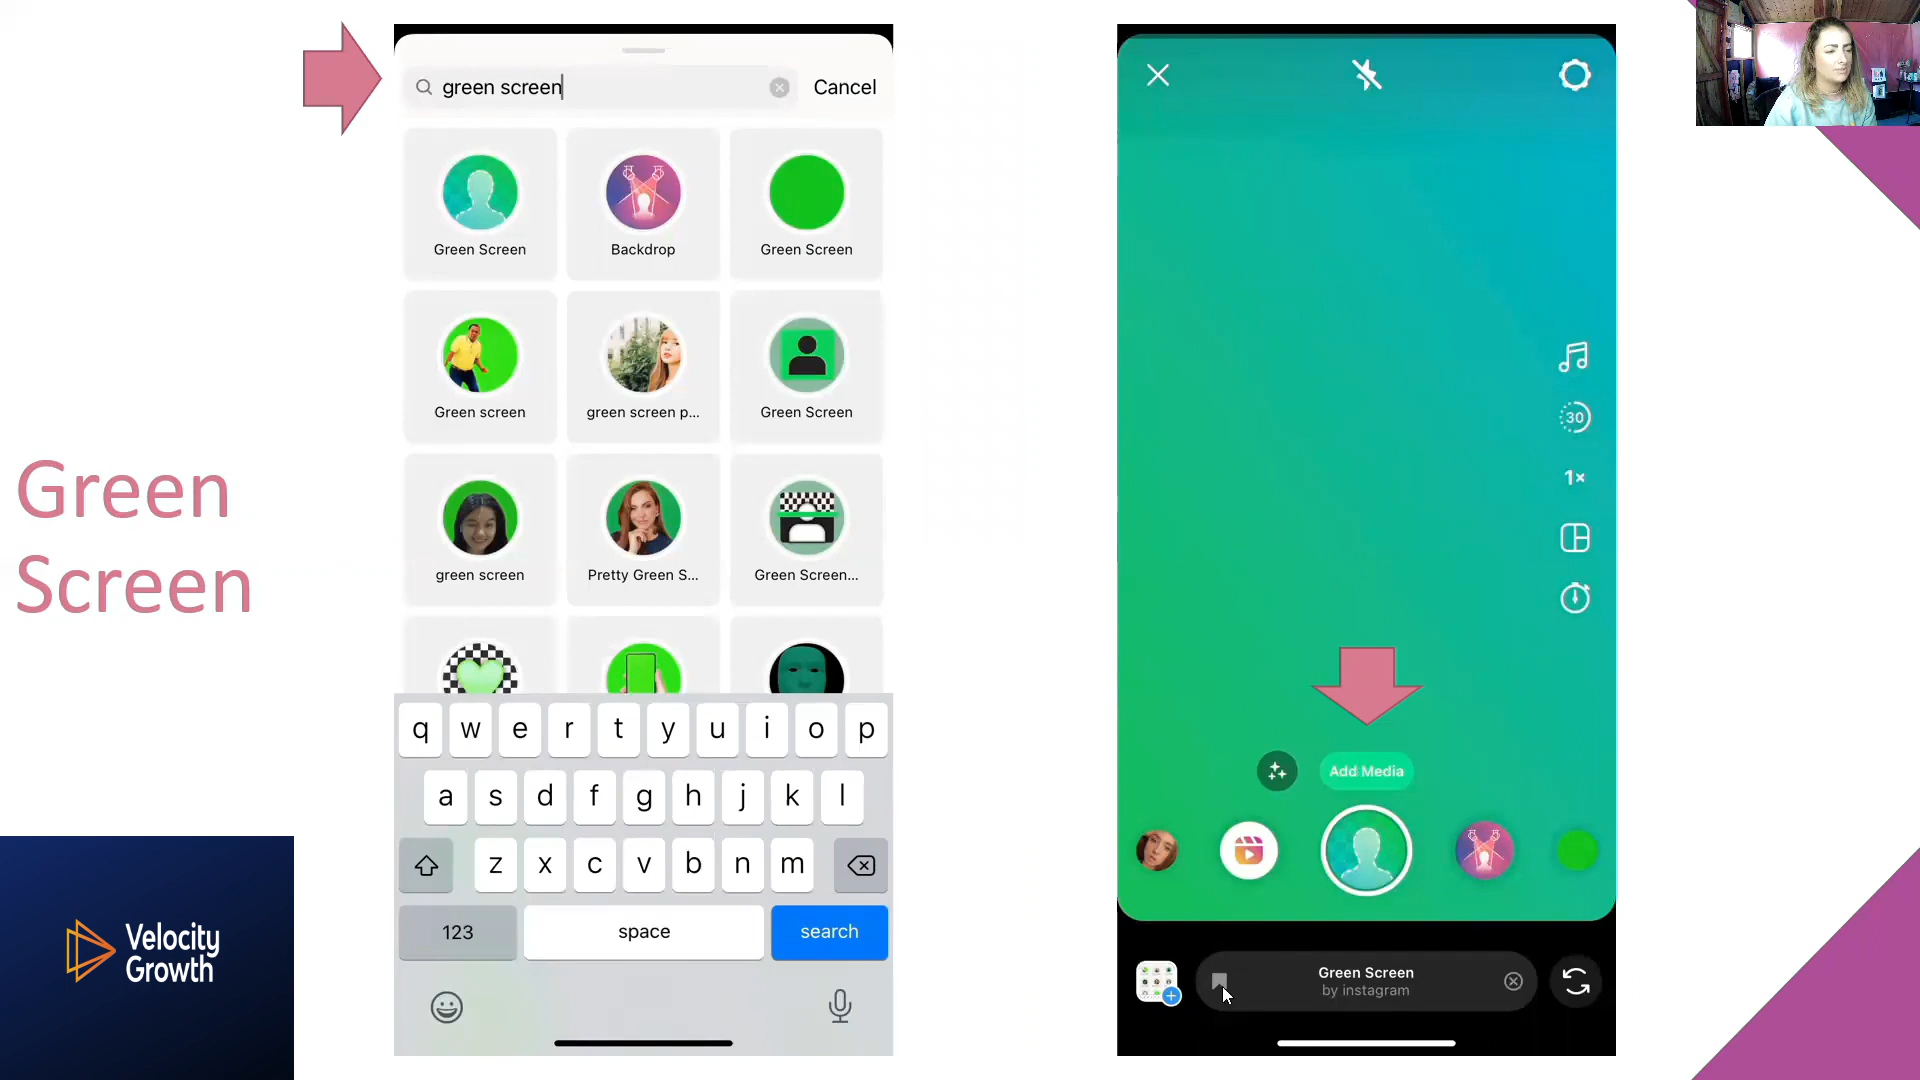 green screen
Cancel
Green Screen
Backdrop
Green Screen
Green screen
green screen p...
Green Screen
green screen
Pretty Green S...
Green Screen...
q w e r t y u i o p
a s d f g h j k l
z x c v b n m
123
space
search
Green
Screen
Velocity
Growth
30
1×
Add Media
Green Screen
by instagram